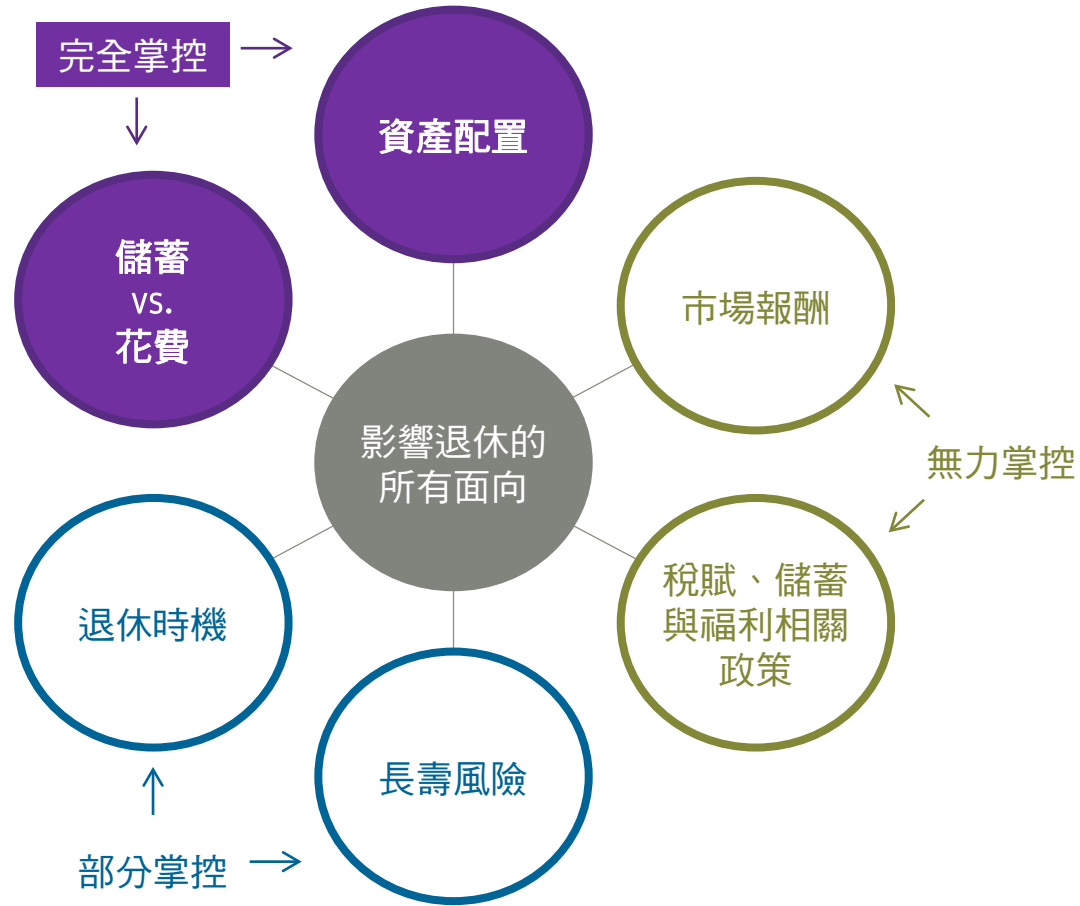 完全掌控
資產配置
儲蓄
vs.
花費
市場報酬
影響退休的
所有面向
無力掌控
退休時機
稅賦、儲蓄
與福利相關
政策
長壽風險
部分掌控